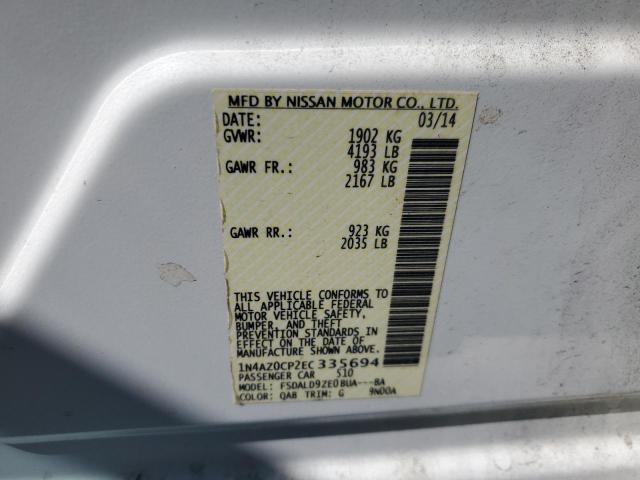 MFD BY NISSAN MOTOR CO., LTD.
DATE: 03/14
GVWR: 1902 KG
4193 LB
GAWR FR.: 983 KG
2167 LB
GAWR RR.: 923 KG
2035 LB
THIS VEHICLE CONFORMS TO
ALL APPLICABLE FEDERAL
MOTOR VEHICLE SAFETY,
BUMPER, AND THEFT
PREVENTION STANDARDS IN
EFFECT ON THE DATE OF
MANUFACTURE SHOWN ABOVE.
1N4AZ0CP2EC335694
PASSENGER CAR 510
MODEL: FSDALD9ZE0BUA---BA
COLOR: QAB TRIM: G 9N00A